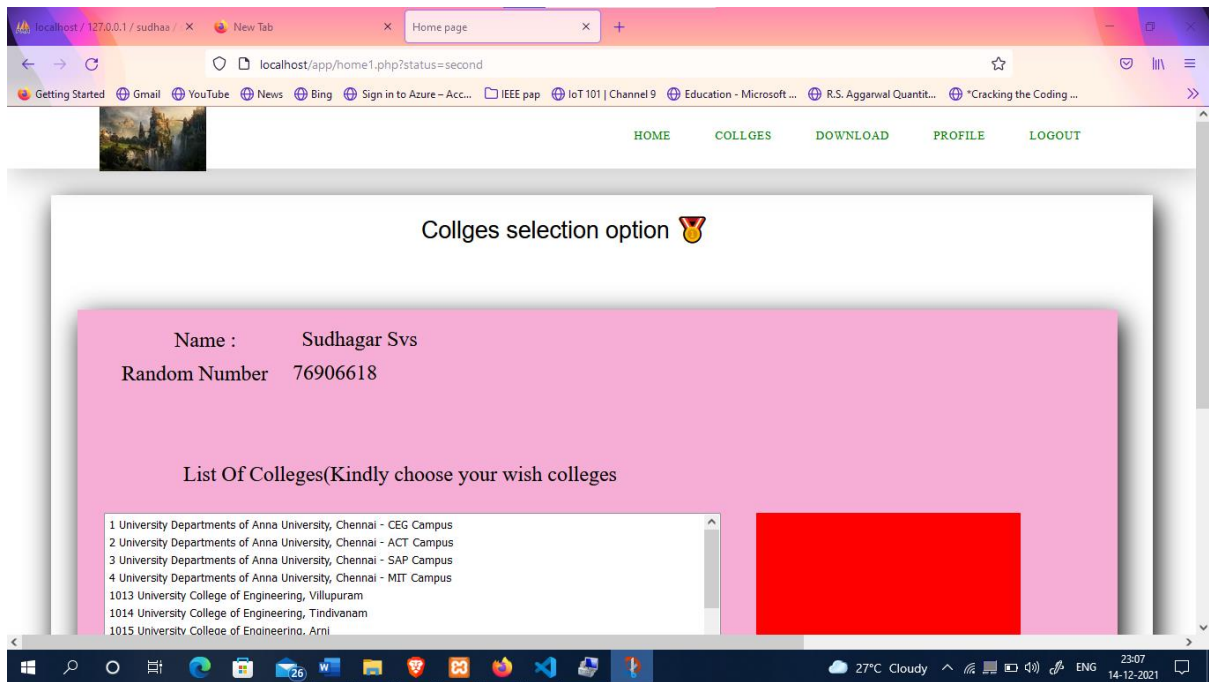 localhost / 127.0.0.1 / sudhaa /
New Tab
Home page
localhost/app/home1.php?status=second
Getting Started Gmail YouTube News Bing Sign in to Azure – Acc... IEEE pap IoT 101 | Channel 9 Education - Microsoft ... R.S. Aggarwal Quantit... *Cracking the Coding ...
HOME COLLGES DOWNLOAD PROFILE LOGOUT
Collges selection option
Name : Sudhagar Svs
Random Number 76906618
List Of Colleges(Kindly choose your wish colleges
1 University Departments of Anna University, Chennai - CEG Campus
2 University Departments of Anna University, Chennai - ACT Campus
3 University Departments of Anna University, Chennai - SAP Campus
4 University Departments of Anna University, Chennai - MIT Campus
1013 University College of Engineering, Villupuram
1014 University College of Engineering, Tindivanam
1015 University College of Engineering, Arni
26
27°C Cloudy ENG 23:07
14-12-2021